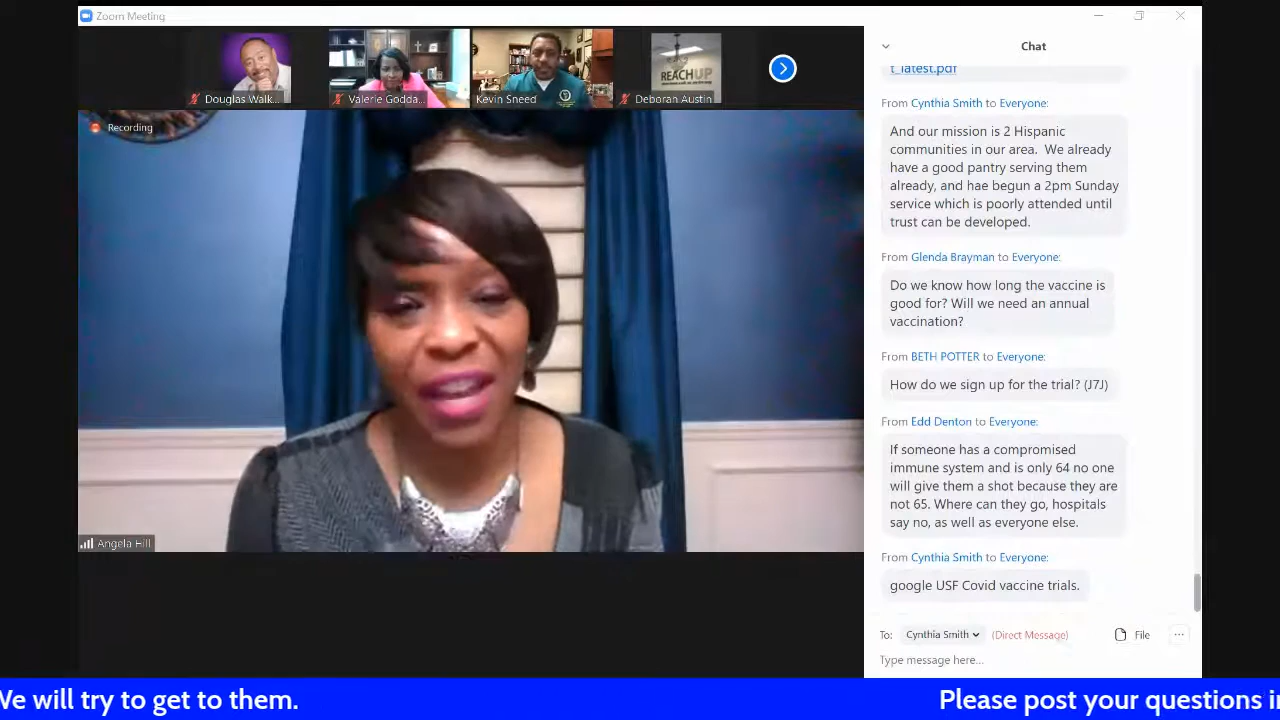 Zoom Meeting
Douglas Walk...
Valerie Godda...
Kevin Sneed
REACHUP
Deborah Austin
Recording
Angela Hill
Chat
t_latest.pdf
From Cynthia Smith to Everyone:
And our mission is 2 Hispanic
communities in our area.  We already
have a good pantry serving them
already, and hae begun a 2pm Sunday
service which is poorly attended until
trust can be developed.
From Glenda Brayman to Everyone:
Do we know how long the vaccine is
good for? Will we need an annual
vaccination?
From BETH POTTER to Everyone:
How do we sign up for the trial? (J7J)
From Edd Denton to Everyone:
If someone has a compromised
immune system and is only 64 no one
will give them a shot because they are
not 65. Where can they go, hospitals
say no, as well as everyone else.
From Cynthia Smith to Everyone:
google USF Covid vaccine trials.
To: Cynthia Smith (Direct Message) File
Type message here...
We will try to get to them. Please post your questions i